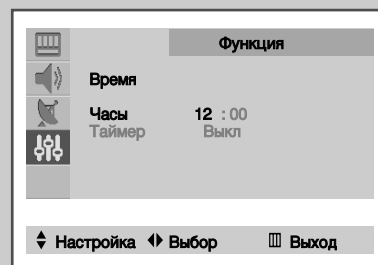 Функция
Время
Часы 12 : 00
Таймер Выкл
Настройка Выбор Выход